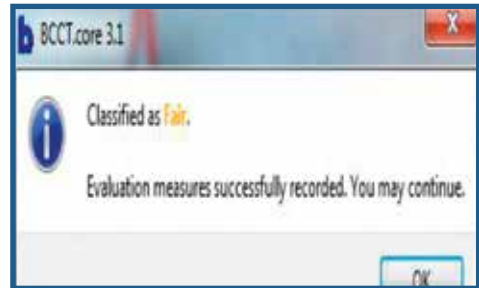 b BCCT.core 3.1
X
Classified as Fair.
Evaluation measures successfully recorded. You may continue.
OK